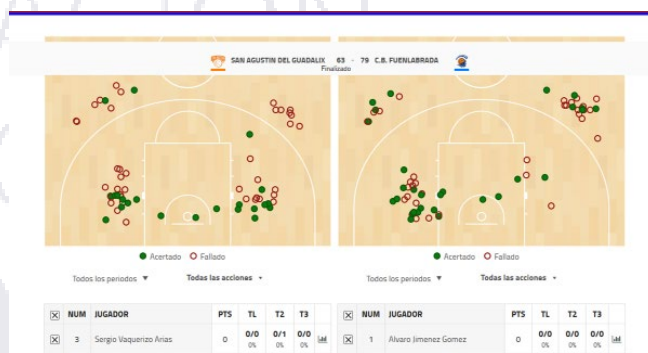 SAN AGUSTIN DEL GUADALIX 63 - 79 C.B. FUENLABRADA
Finalizado
Acertado Fallado
Acertado Fallado
Todos los periodos ▼ Todas las acciones
Todos los periodos ▼ Todas las acciones
NUM JUGADOR PTS TL T2 T3
NUM JUGADOR PTS TL T2 T3
3 Sergio Vaquerizo Arias 0 0/0 0% 0/1 0% 0/0 0%
1 Alvaro Jimenez Gomez 0 0/0 0% 0/0 0% 0/0 0%